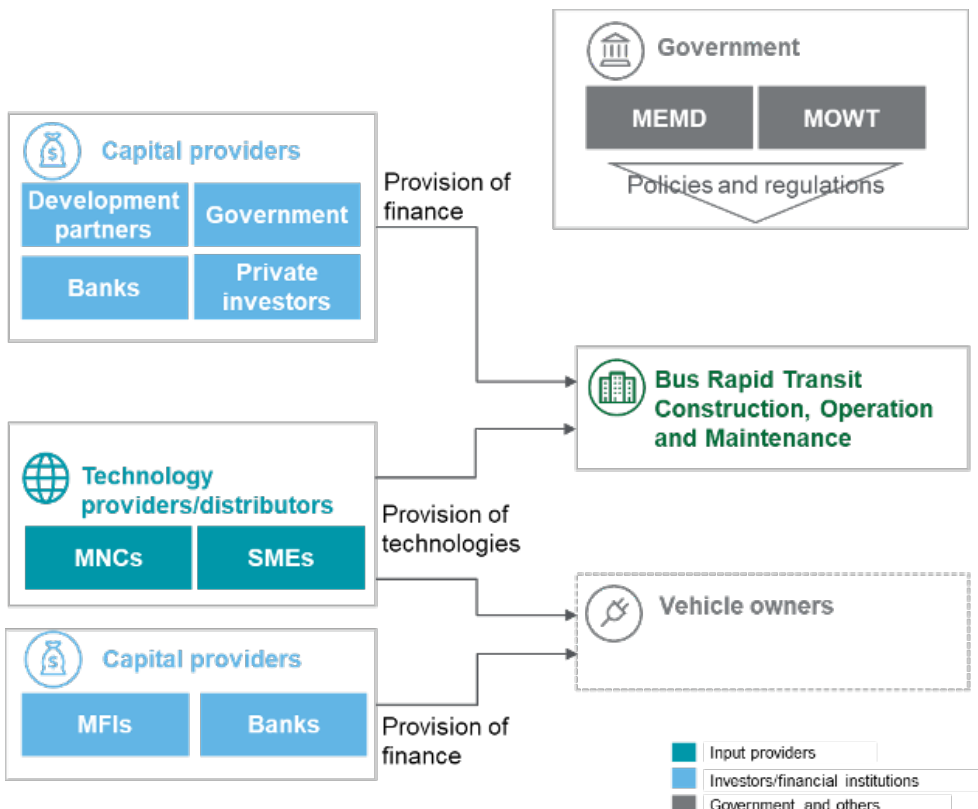 Government
MEMD
MOWT
Policies and regulations
Capital providers
Development
partners
Government
Banks
Private
investors
Provision of
finance
Bus Rapid Transit
Construction, Operation
and Maintenance
Technology
providers/distributors
MNCs
SMEs
Provision of
technologies
Vehicle owners
Capital providers
MFIs
Banks
Provision of
finance
Input providers
Investors/financial institutions
Government and others